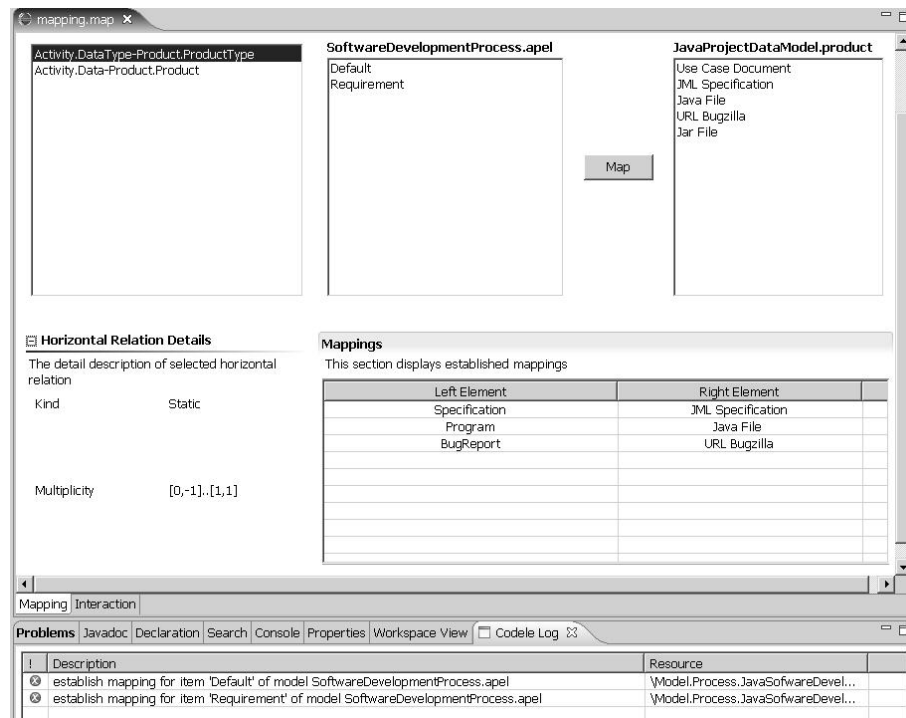 mapping.map
Activity.DataType-Product.ProductType
Activity.Data-Product.Product
SoftwareDevelopmentProcess.apel
Default
Requirement
Map
JavaProjectDataModel.product
Use Case Document
JML Specification
Java File
URL Bugzilla
Jar File
Horizontal Relation Details
The detail description of selected horizontal
relation
Kind Static
Multiplicity [0,-1]..[1,1]
Mappings
This section displays established mappings
Left Element Right Element
Specification JML Specification
Program Java File
BugReport URL Bugzilla
Mapping Interaction
Problems Javadoc Declaration Search Console Properties Workspace View Codele Log
! Description Resource
establish mapping for item 'Default' of model SoftwareDevelopmentProcess.apel \Model.Process.JavaSofwareDevel...
establish mapping for item 'Requirement' of model SoftwareDevelopmentProcess.apel \Model.Process.JavaSofwareDevel...